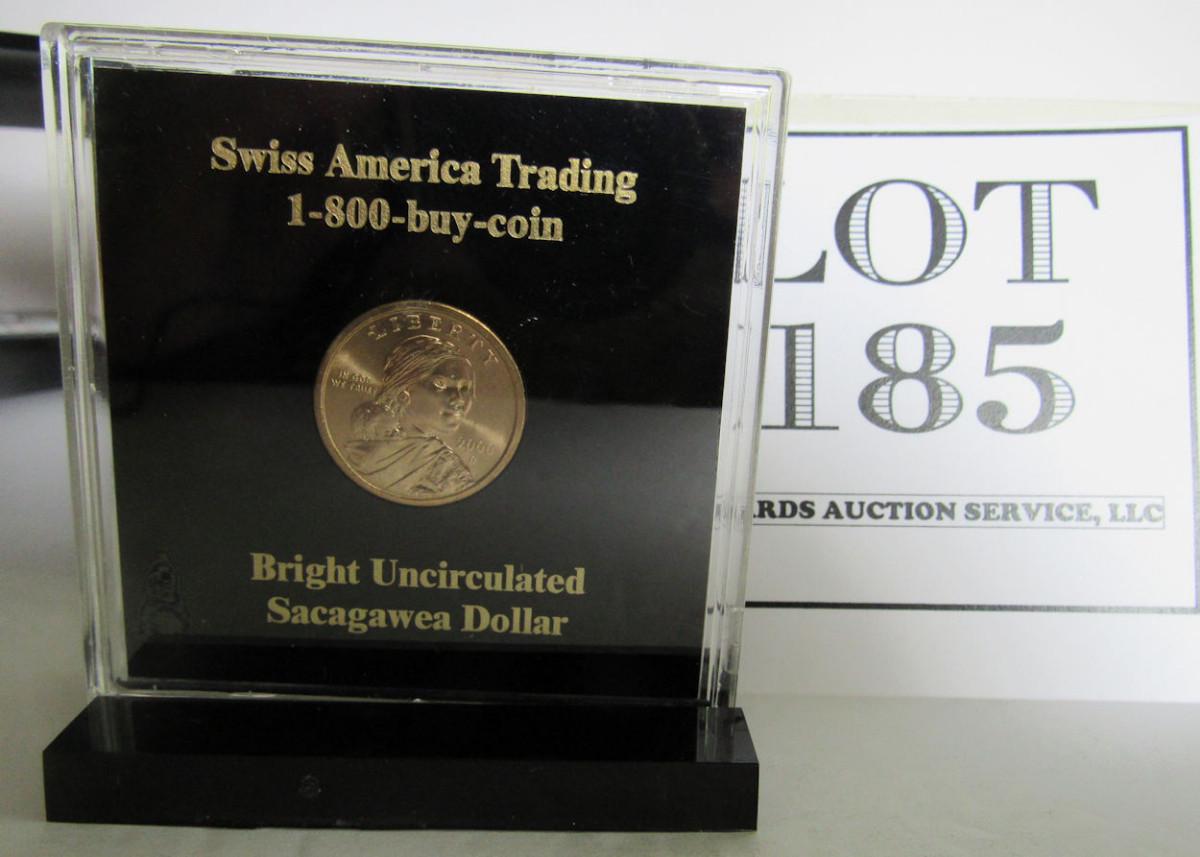 Swiss America Trading
1-800-buy-coin
LIBERTY
IN GOD
WE TRUST
2000
Bright Uncirculated
Sacagawea Dollar
LOT
185
ARDS AUCTION SERVICE, LLC